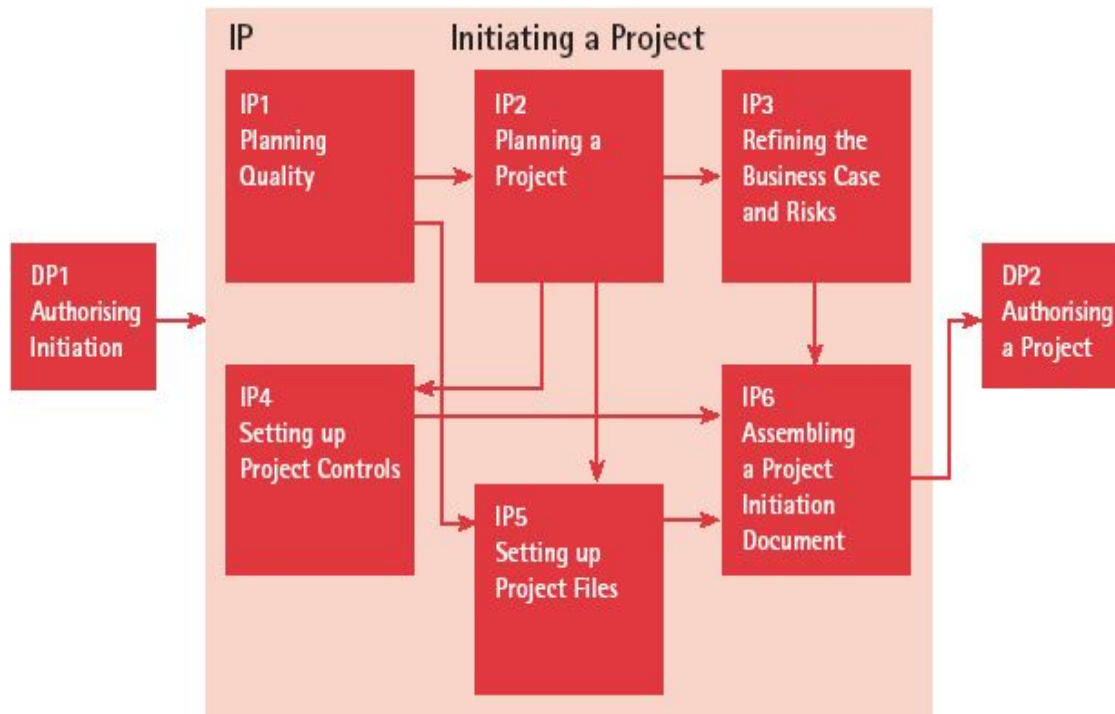 IP Initiating a Project
IP1
Planning
Quality
IP2
Planning a
Project
IP3
Refining the
Business Case
and Risks
DP1
Authorising
Initiation
DP2
Authorising
a Project
IP4
Setting up
Project Controls
IP5
Setting up
Project Files
IP6
Assembling
a Project
Initiation
Document